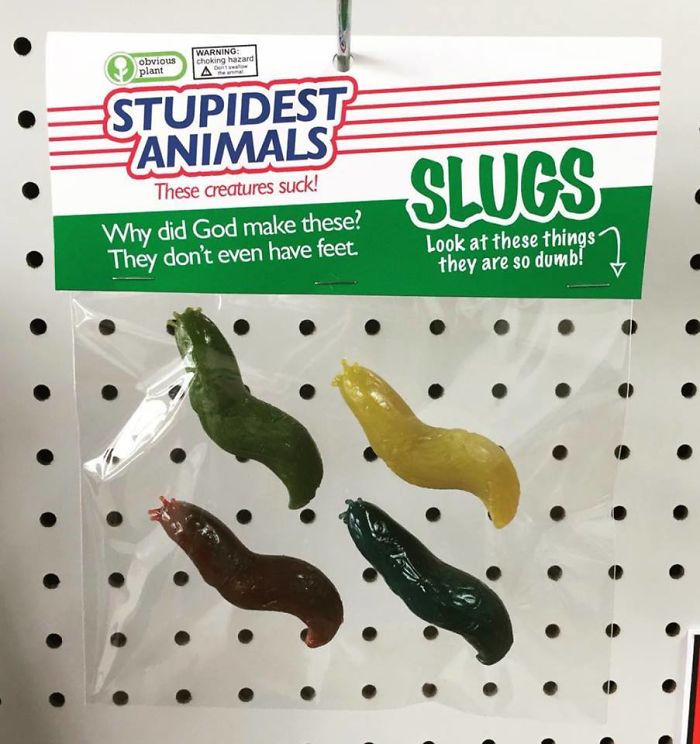 obvious
plant
WARNING:
choking hazard
Don't swallow
the animal
STUPIDEST
ANIMALS
These creatures suck!
Why did God make these?
They don't even have feet.
SLUGS
Look at these things
they are so dumb!